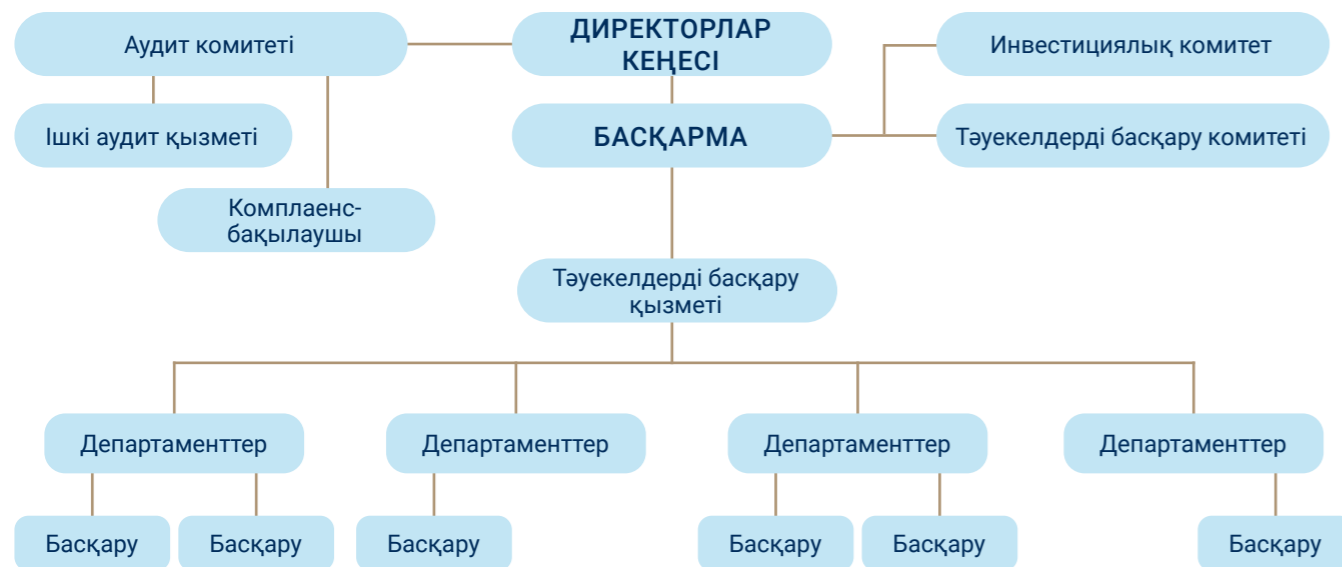 Аудит комитеті
ДИРЕКТОРЛАР
КЕҢЕСІ
Инвестициялық комитет
Ішкі аудит қызметі
БАСҚАРМА
Тәуекелдерді басқару комитеті
Комплаенс-
бақылаушы
Тәуекелдерді басқару
қызметі
Департаменттер
Департаменттер
Департаменттер
Департаменттер
Басқару
Басқару
Басқару
Басқару
Басқару
Басқару